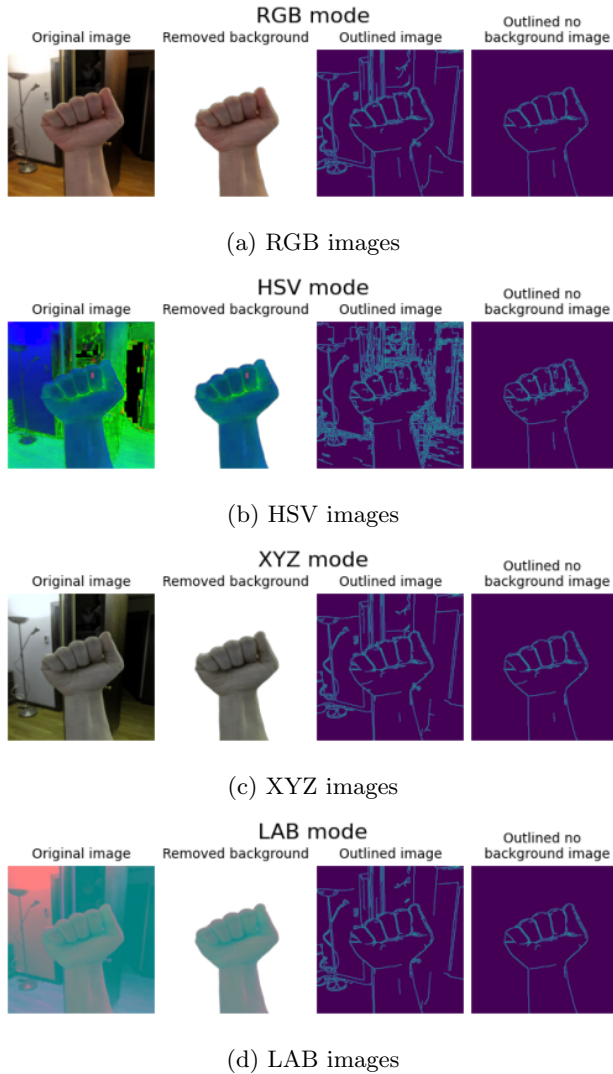 RGB mode
Original image
Removed background
Outlined image
Outlined no
background image
(a) RGB images
HSV mode
Original image
Removed background
Outlined image
Outlined no
background image
(b) HSV images
XYZ mode
Original image
Removed background
Outlined image
Outlined no
background image
(c) XYZ images
LAB mode
Original image
Removed background
Outlined image
Outlined no
background image
(d) LAB images